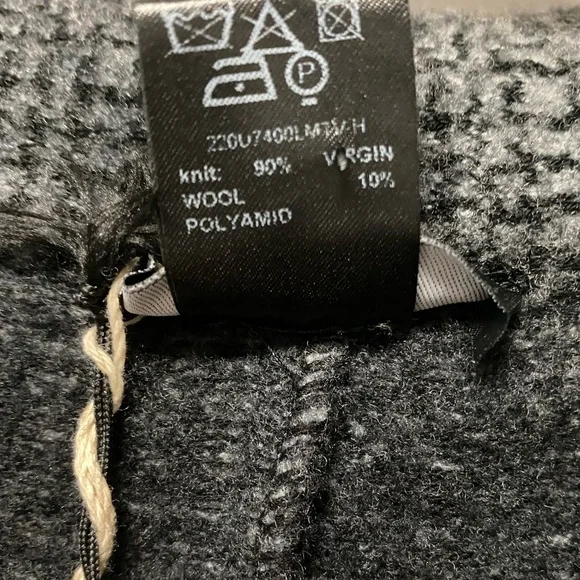 P
knit: 90% VIRGIN
WOOL 10%
POLYAMID